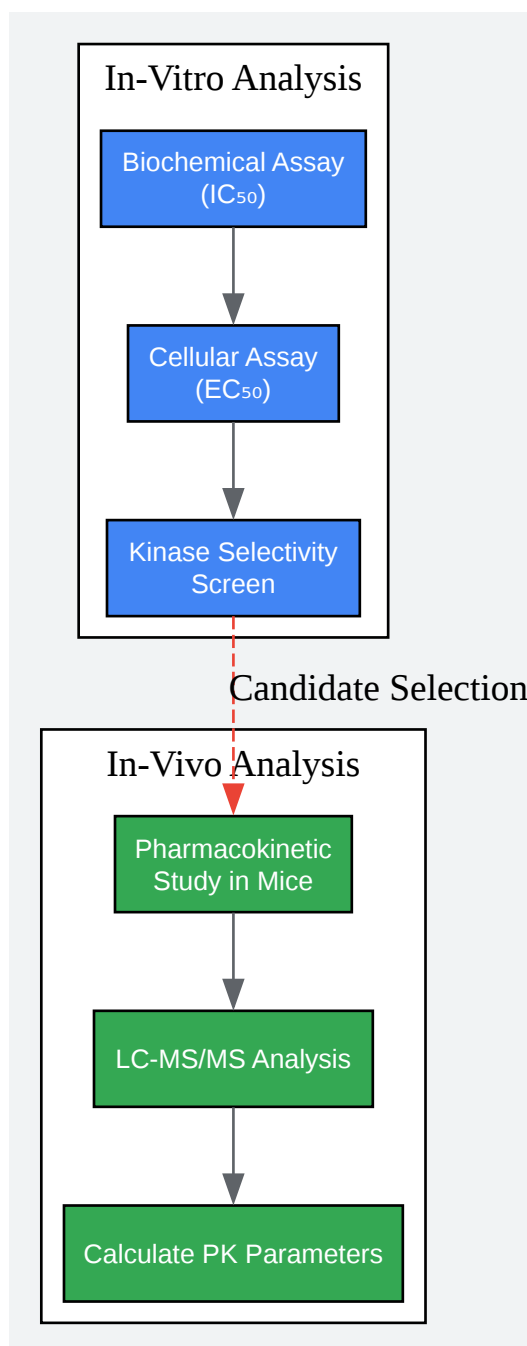 In-Vitro Analysis
Biochemical Assay
(IC₅₀)
Cellular Assay
(EC₅₀)
Kinase Selectivity
Screen
Candidate Selection
In-Vivo Analysis
Pharmacokinetic
Study in Mice
LC-MS/MS Analysis
Calculate PK Parameters